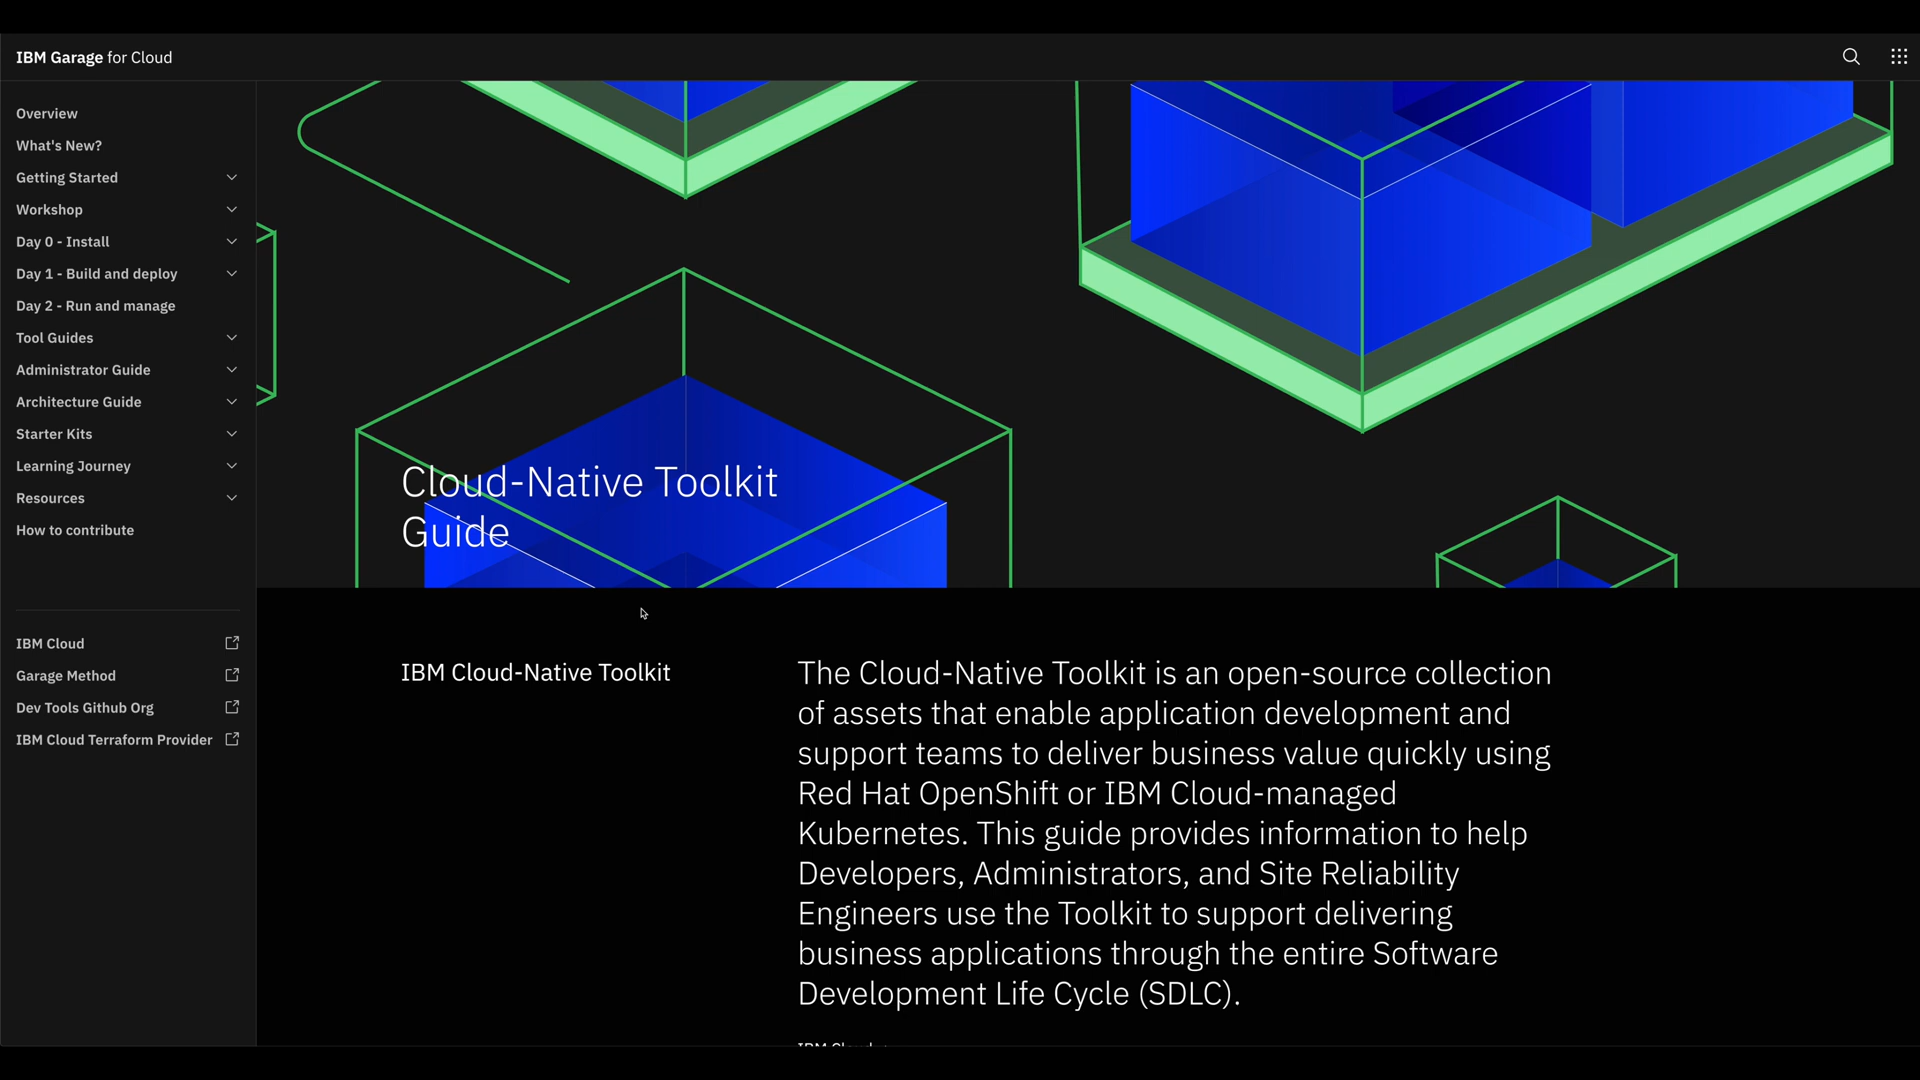 IBM Garage for Cloud
Overview
What's New?
Getting Started
Workshop
Day 0 - Install
Day 1 - Build and deploy
Day 2 - Run and manage
Tool Guides
Administrator Guide
Architecture Guide
Starter Kits
Learning Journey
Resources
How to contribute
IBM Cloud
Garage Method
Dev Tools Github Org
IBM Cloud Terraform Provider
Cloud-Native Toolkit
Guide
IBM Cloud-Native Toolkit
The Cloud-Native Toolkit is an open-source collection
of assets that enable application development and
support teams to deliver business value quickly using
Red Hat OpenShift or IBM Cloud-managed
Kubernetes. This guide provides information to help
Developers, Administrators, and Site Reliability
Engineers use the Toolkit to support delivering
business applications through the entire Software
Development Life Cycle (SDLC).